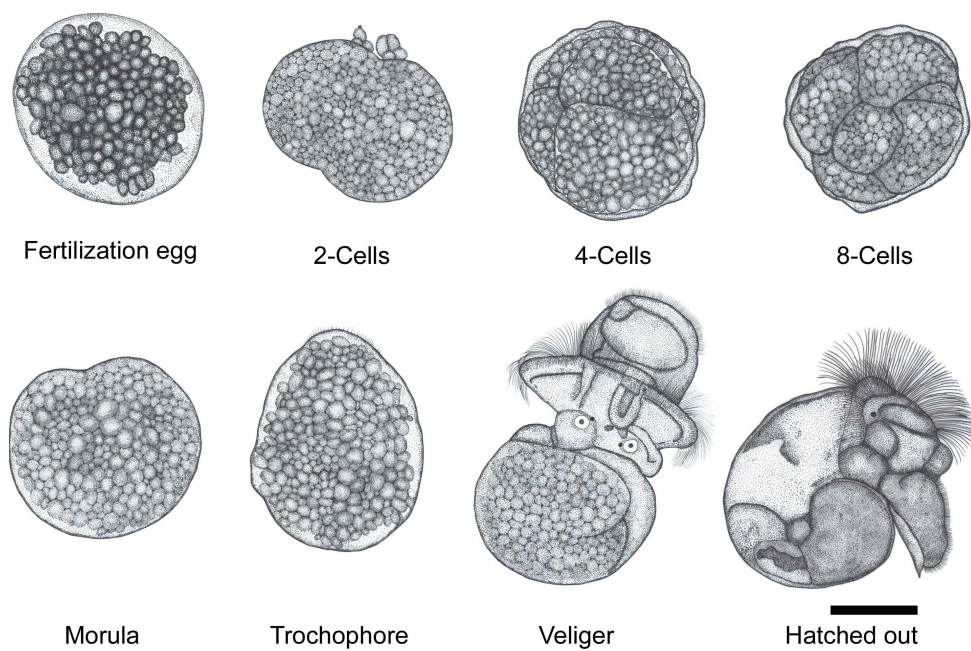 Fertilization egg
2-Cells
4-Cells
8-Cells
Morula
Trochophore
Veliger
Hatched out